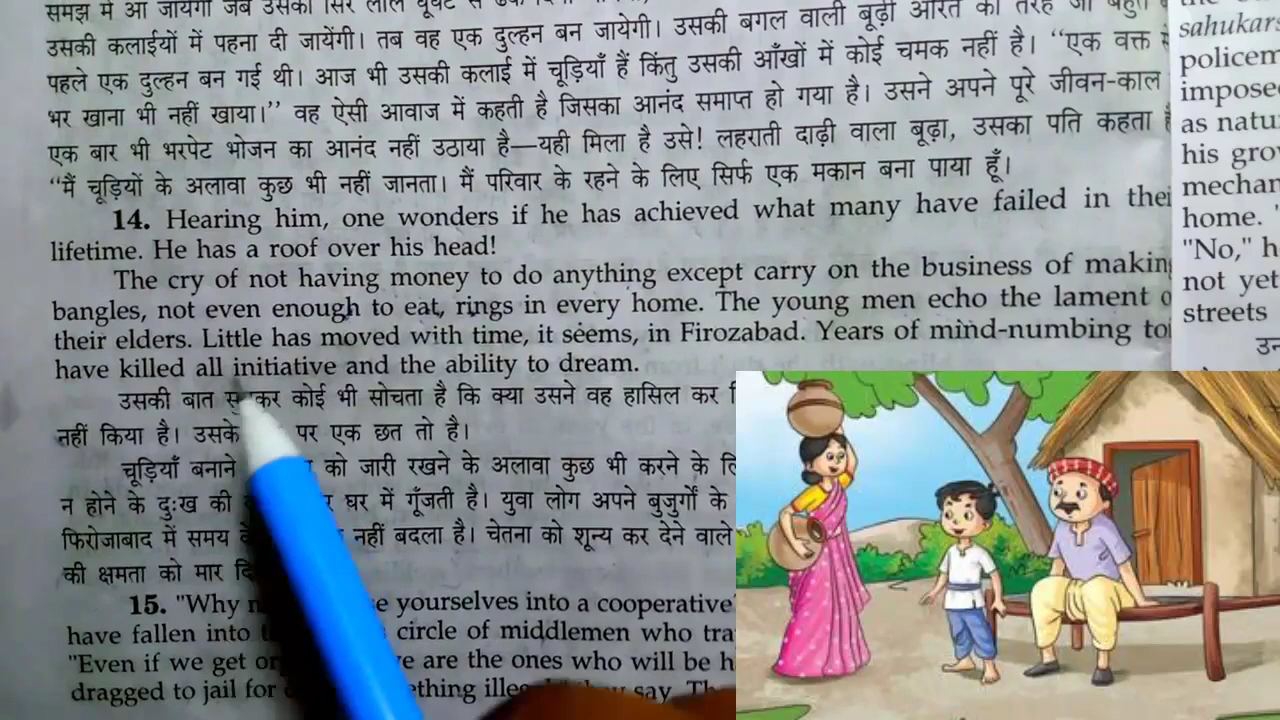 समझ में आ जायेगी जब उसका सिर लाल घूंघट से
उसकी कलाईयों में पहना दी जायेंगी। तब वह एक दुल्हन बन जायेगी। उसकी बगल वाली बूढ़ी औरत की तरह जो बहुत
पहले एक दुल्हन बन गई थी। आज भी उसकी कलाई में चूड़ियाँ हैं किंतु उसकी आँखों में कोई चमक नहीं है। “एक वक्त
भर खाना भी नहीं खाया।’’ वह ऐसी आवाज में कहती है जिसका आनंद समाप्त हो गया है। उसने अपने पूरे जीवन-काल
एक बार भी भरपेट भोजन का आनंद नहीं उठाया है—यही मिला है उसे! लहराती दाढ़ी वाला बूढ़ा, उसका पति कहता
“मैं चूड़ियों के अलावा कुछ भी नहीं जानता। मैं परिवार के रहने के लिए सिर्फ एक मकान बना पाया हूँ।
14. Hearing him, one wonders if he has achieved what many have failed in thei
lifetime. He has a roof over his head!
The cry of not having money to do anything except carry on the business of makin
bangles, not even enough to eat, rings in every home. The young men echo the lament o
their elders. Little has moved with time, it seems, in Firozabad. Years of mind-numbing to
have killed all initiative and the ability to dream.
उसकी बात कोई भी सोचता है कि क्या उसने वह हासिल कर
नहीं किया है। उसके पर एक छत तो है।
चूड़ियाँ बनाने को जारी रखने के अलावा कुछ भी करने के
न होने के दुःख की घर में गूँजती है। युवा लोग अपने बुजुर्गों के
फिरोजाबाद में समय नहीं बदला है। चेतना को शून्य कर देने वाले
की क्षमता को मार
15. "Why e yourselves into a cooperative
have fallen into circle of middlemen who tra
"Even if we get e are the ones who will be h
dragged to jail for ething ille say. Th
sahukar
policem
impose
as natu
his gro
mechan
home. "
"No," h
not yet
streets
उन